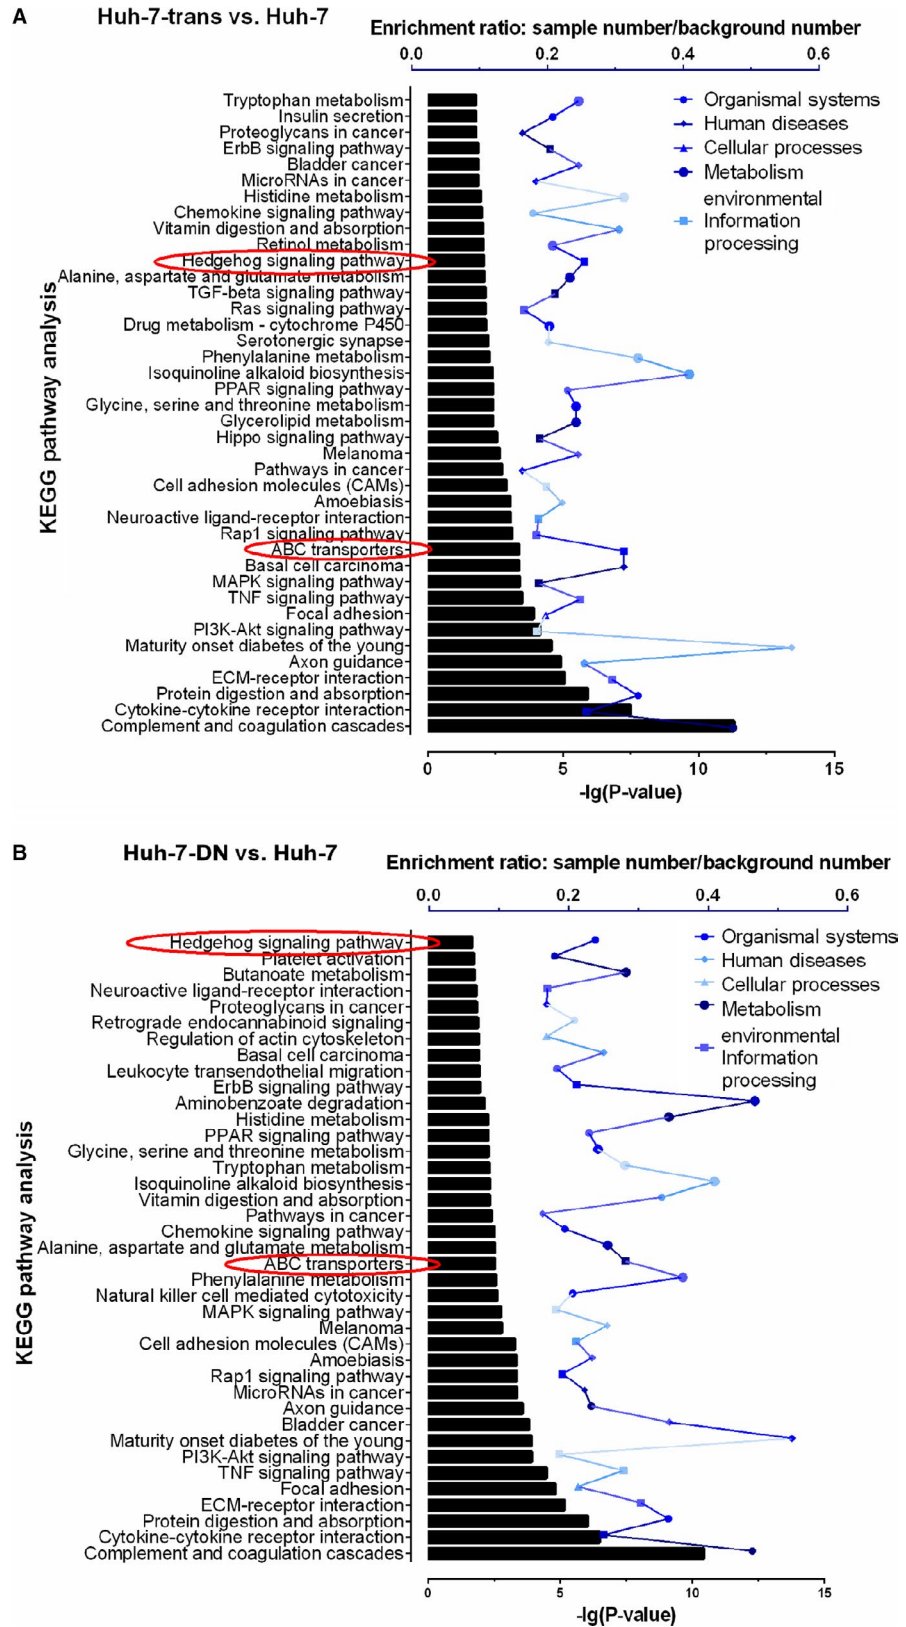 A
Huh-7-trans vs. Huh-7
Enrichment ratio: sample number/background number
0.0 0.2 0.4 0.6
Tryptophan metabolism
Insulin secretion
Proteoglycans in cancer
ErbB signaling pathway
Bladder cancer
MicroRNAs in cancer
Histidine metabolism
Chemokine signaling pathway
Vitamin digestion and absorption
Retinol metabolism
Hedgehog signaling pathway
Alanine, aspartate and glutamate metabolism
TGF-beta signaling pathway
Ras signaling pathway
Drug metabolism - cytochrome P450
Serotonergic synapse
Phenylalanine metabolism
Isoquinoline alkaloid biosynthesis
PPAR signaling pathway
Glycine, serine and threonine metabolism
Glycerolipid metabolism
Hippo signaling pathway
Melanoma
Pathways in cancer
Cell adhesion molecules (CAMs)
Amoebiasis
Neuroactive ligand-receptor interaction
Rap1 signaling pathway
ABC transporters
Basal cell carcinoma
MAPK signaling pathway
TNF signaling pathway
Focal adhesion
PI3K-Akt signaling pathway
Maturity onset diabetes of the young
Axon guidance
ECM-receptor interaction
Protein digestion and absorption
Cytokine-cytokine receptor interaction
Complement and coagulation cascades
KEGG pathway analysis
Organismal systems
Human diseases
Cellular processes
Metabolism
environmental
Information
processing
0 5 10 15
-lg(P-value)
B
Huh-7-DN vs. Huh-7
Enrichment ratio: sample number/background number
0.0 0.2 0.4 0.6
Hedgehog signaling pathway
Platelet activation
Butanoate metabolism
Neuroactive ligand-receptor interaction
Proteoglycans in cancer
Retrograde endocannabinoid signaling
Regulation of actin cytoskeleton
Basal cell carcinoma
Leukocyte transendothelial migration
ErbB signaling pathway
Aminobenzoate degradation
Histidine metabolism
PPAR signaling pathway
Glycine, serine and threonine metabolism
Tryptophan metabolism
Isoquinoline alkaloid biosynthesis
Vitamin digestion and absorption
Pathways in cancer
Chemokine signaling pathway
Alanine, aspartate and glutamate metabolism
ABC transporters
Phenylalanine metabolism
Natural killer cell mediated cytotoxicity
MAPK signaling pathway
Melanoma
Cell adhesion molecules (CAMs)
Amoebiasis
Rap1 signaling pathway
MicroRNAs in cancer
Axon guidance
Bladder cancer
Maturity onset diabetes of the young
PI3K-Akt signaling pathway
TNF signaling pathway
Focal adhesion
ECM-receptor interaction
Protein digestion and absorption
Cytokine-cytokine receptor interaction
Complement and coagulation cascades
KEGG pathway analysis
Organismal systems
Human diseases
Cellular processes
Metabolism
environmental
Information
processing
0 5 10 15
-lg(P-value)